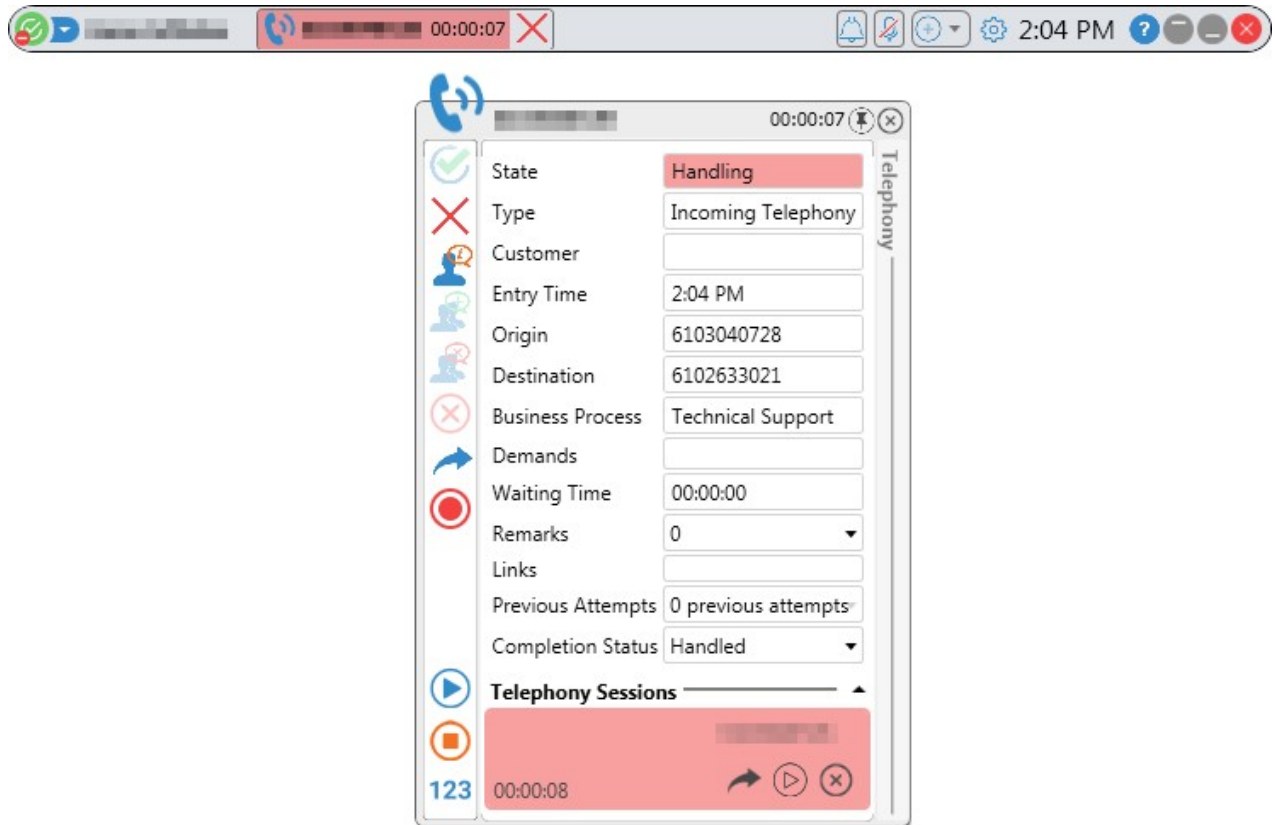 00:00:07
2:04 PM
?
00:00:07
Telephony
State Handling
Type Incoming Telephony
Customer
Entry Time 2:04 PM
Origin 6103040728
Destination 6102633021
Business Process Technical Support
Demands
Waiting Time 00:00:00
Remarks 0
Links
Previous Attempts 0 previous attempts
Completion Status Handled
Telephony Sessions
123
00:00:08